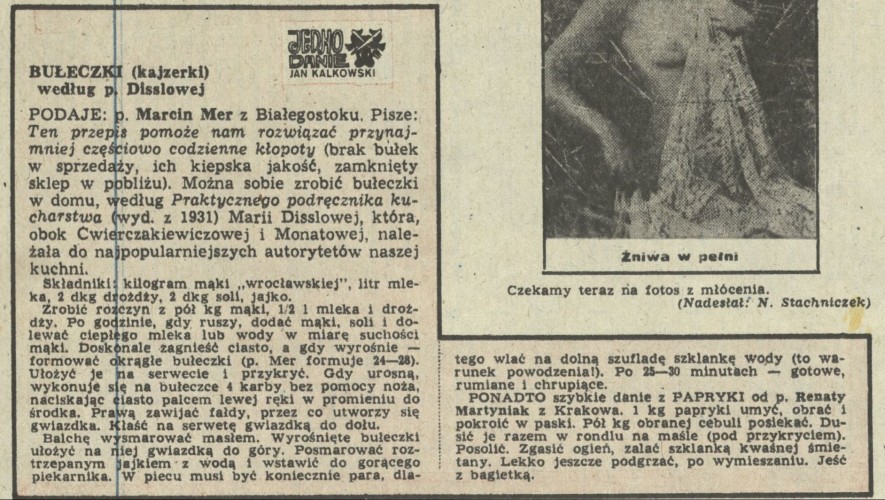 JEDNO
DANIE
JAN KALKOWSKI
BUŁECZKI (kajzerki)
według p. Disslowej
PODAJE: p. Marcin Mer z Białegostoku. Pisze:
Ten przepis pomoże nam rozwiązać przynaj-
mniej częściowo codzienne kłopoty (brak bułek
w sprzedaży, ich kiepska jakość, zamknięty
sklep w pobliżu). Można sobie zrobić bułeczki
w domu, według Praktycznego podręcznika ku-
charstwa (wyd. z 1931) Marii Disslowej, która,
obok Ćwierczakiewiczowej i Monatowej, nale-
żała do najpopularniejszych autorytetów naszej
kuchni.
Składniki: kilogram mąki „wrocławskiej", litr mle-
ka, 2 dkg drożdży, 2 dkg soli, jajko.
Zrobić rozczyn z pół kg mąki, 1/2 l mleka i droż-
dży. Po godzinie, gdy ruszy, dodać mąki, soli i do-
lewać ciepłego mleka lub wody w miarę suchości
mąki. Doskonale zagnieść ciasto, a gdy wyrośnie —
formować okrągłe bułeczki (p. Mer formuje 24—28).
Ułożyć je na serwecie i przykryć. Gdy urosną,
wykonuje się na bułeczce 4 karby bez pomocy noża,
naciskając ciasto palcem lewej ręki w promieniu do
środka. Prawą zawijać fałdy, przez co utworzy się
gwiazdka. Kłaść na serwetę gwiazdką do dołu.
Balchę wysmarować masłem. Wyrośnięte bułeczki
ułożyć na niej gwiazdką do góry. Posmarować roz-
trzepanym jajkiem z wodą i wstawić do gorącego
piekarnika. W piecu musi być koniecznie para, dla-
tego wlać na dolną szufladę szklankę wody (to wa-
runek powodzenia!). Po 25—30 minutach — gotowe,
rumiane i chrupiące.
PONADTO szybkie danie z PAPRYKI od p. Renaty
Martyniak z Krakowa. 1 kg papryki umyć, obrać i
pokroić w paski. Pół kg obranej cebuli posiekać. Du-
sić je razem w rondlu na maśle (pod przykryciem).
Posolić. Zgasić ogień, zalać szklanką kwaśnej śmie-
tany. Lekko jeszcze podgrzać, po wymieszaniu. Jeść
z bagietką.
Żniwa w pełni
Czekamy teraz na fotos z młócenia.
(Nadesłał: N. Stachniczek)